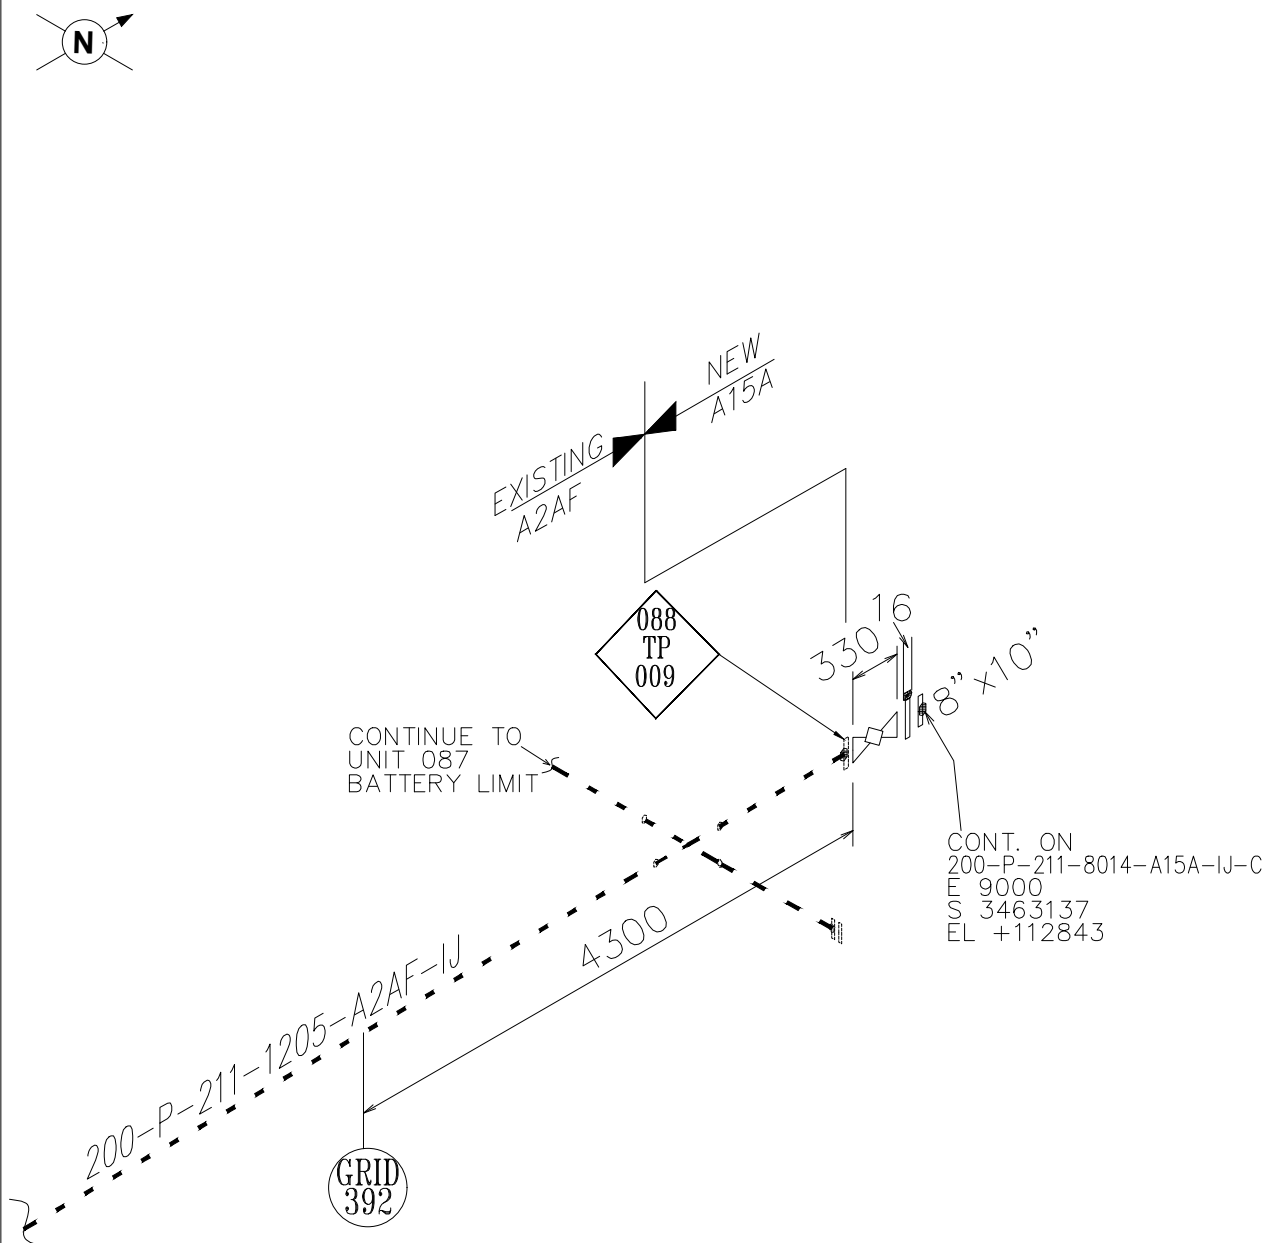 N
NEW
A15A
EXISTING
A2AF
088
TP
009
16
330
8” x10”
CONTINUE TO
UNIT 087
BATTERY LIMIT
CONT. ON
200-P-211-8014-A15A-IJ-C
E 9000
S 3463137
EL +112843
4300
200-P-211-1205-A2AF-IJ
GRID
392